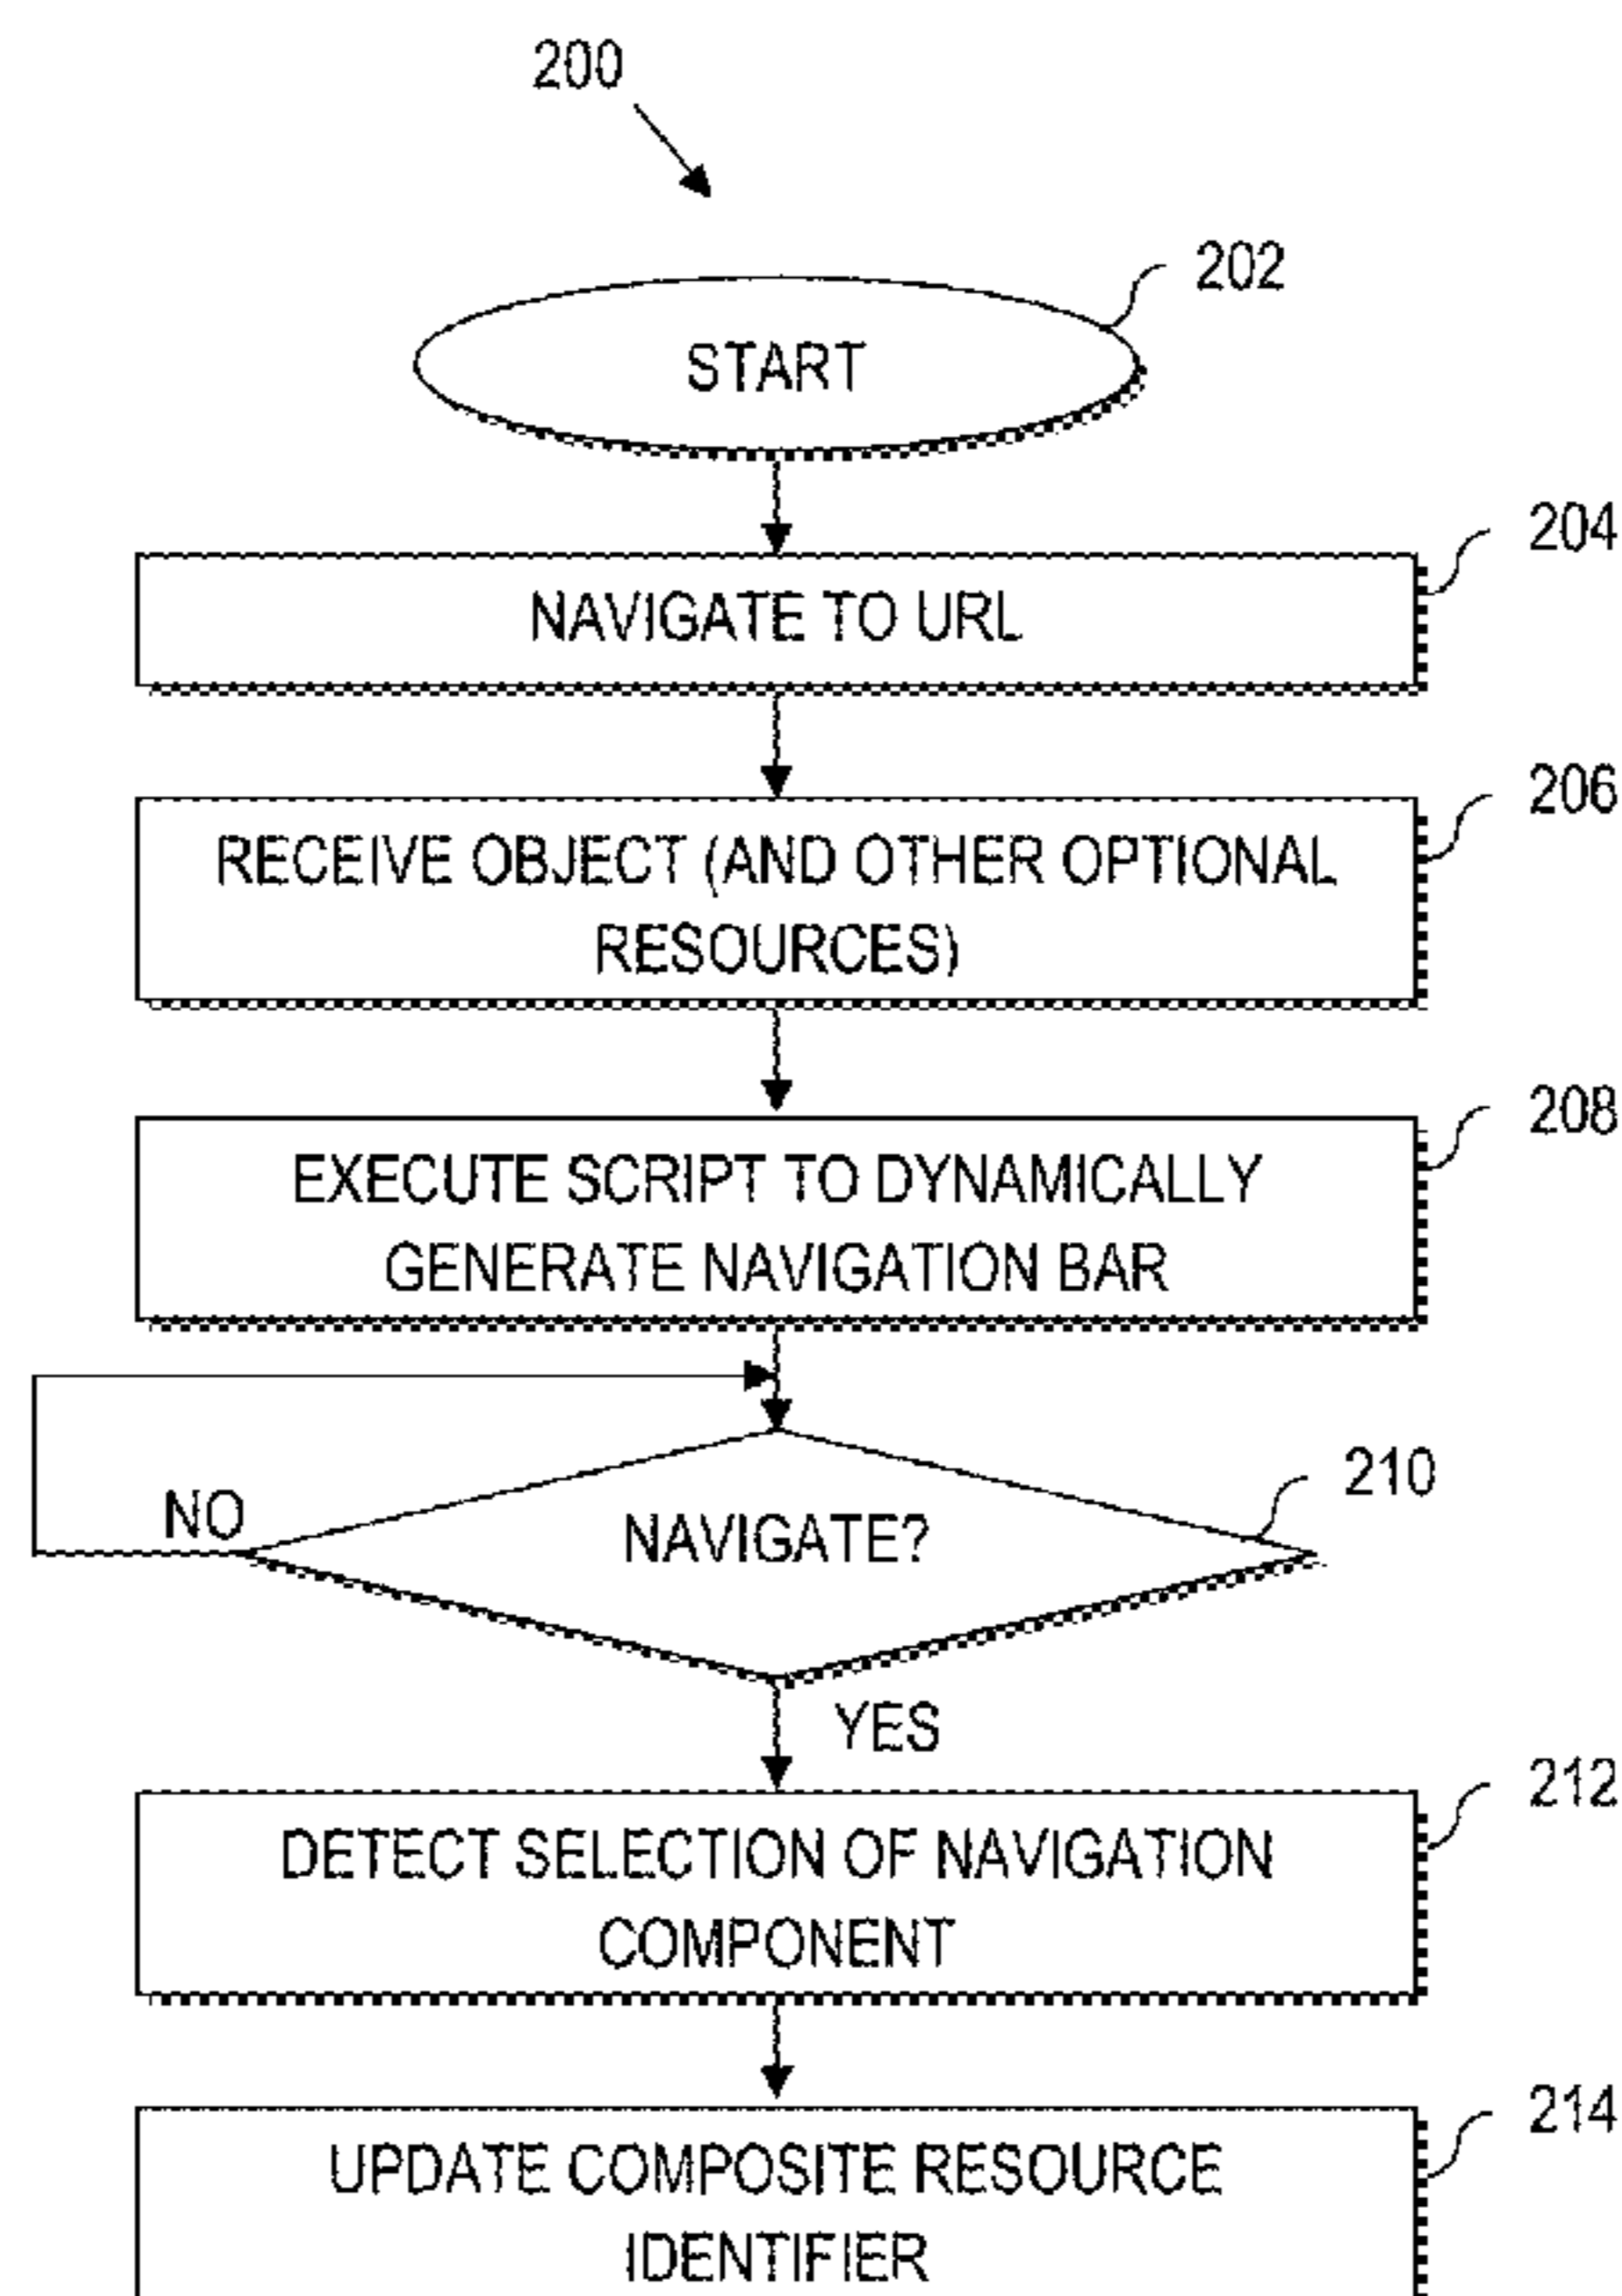 200
202
START
204
NAVIGATE TO URL
206
RECEIVE OBJECT (AND OTHER OPTIONAL
RESOURCES)
208
EXECUTE SCRIPT TO DYNAMICALLY
GENERATE NAVIGATION BAR
210
NO
NAVIGATE?
YES
212
DETECT SELECTION OF NAVIGATION
COMPONENT
214
UPDATE COMPOSITE RESOURCE
IDENTIFIER